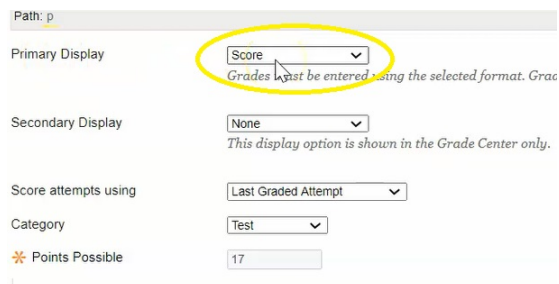 Path: p
Primary Display Score
Grades must be entered using the selected format. Grad
Secondary Display None
This display option is shown in the Grade Center only.
Score attempts using Last Graded Attempt
Category Test
Points Possible 17